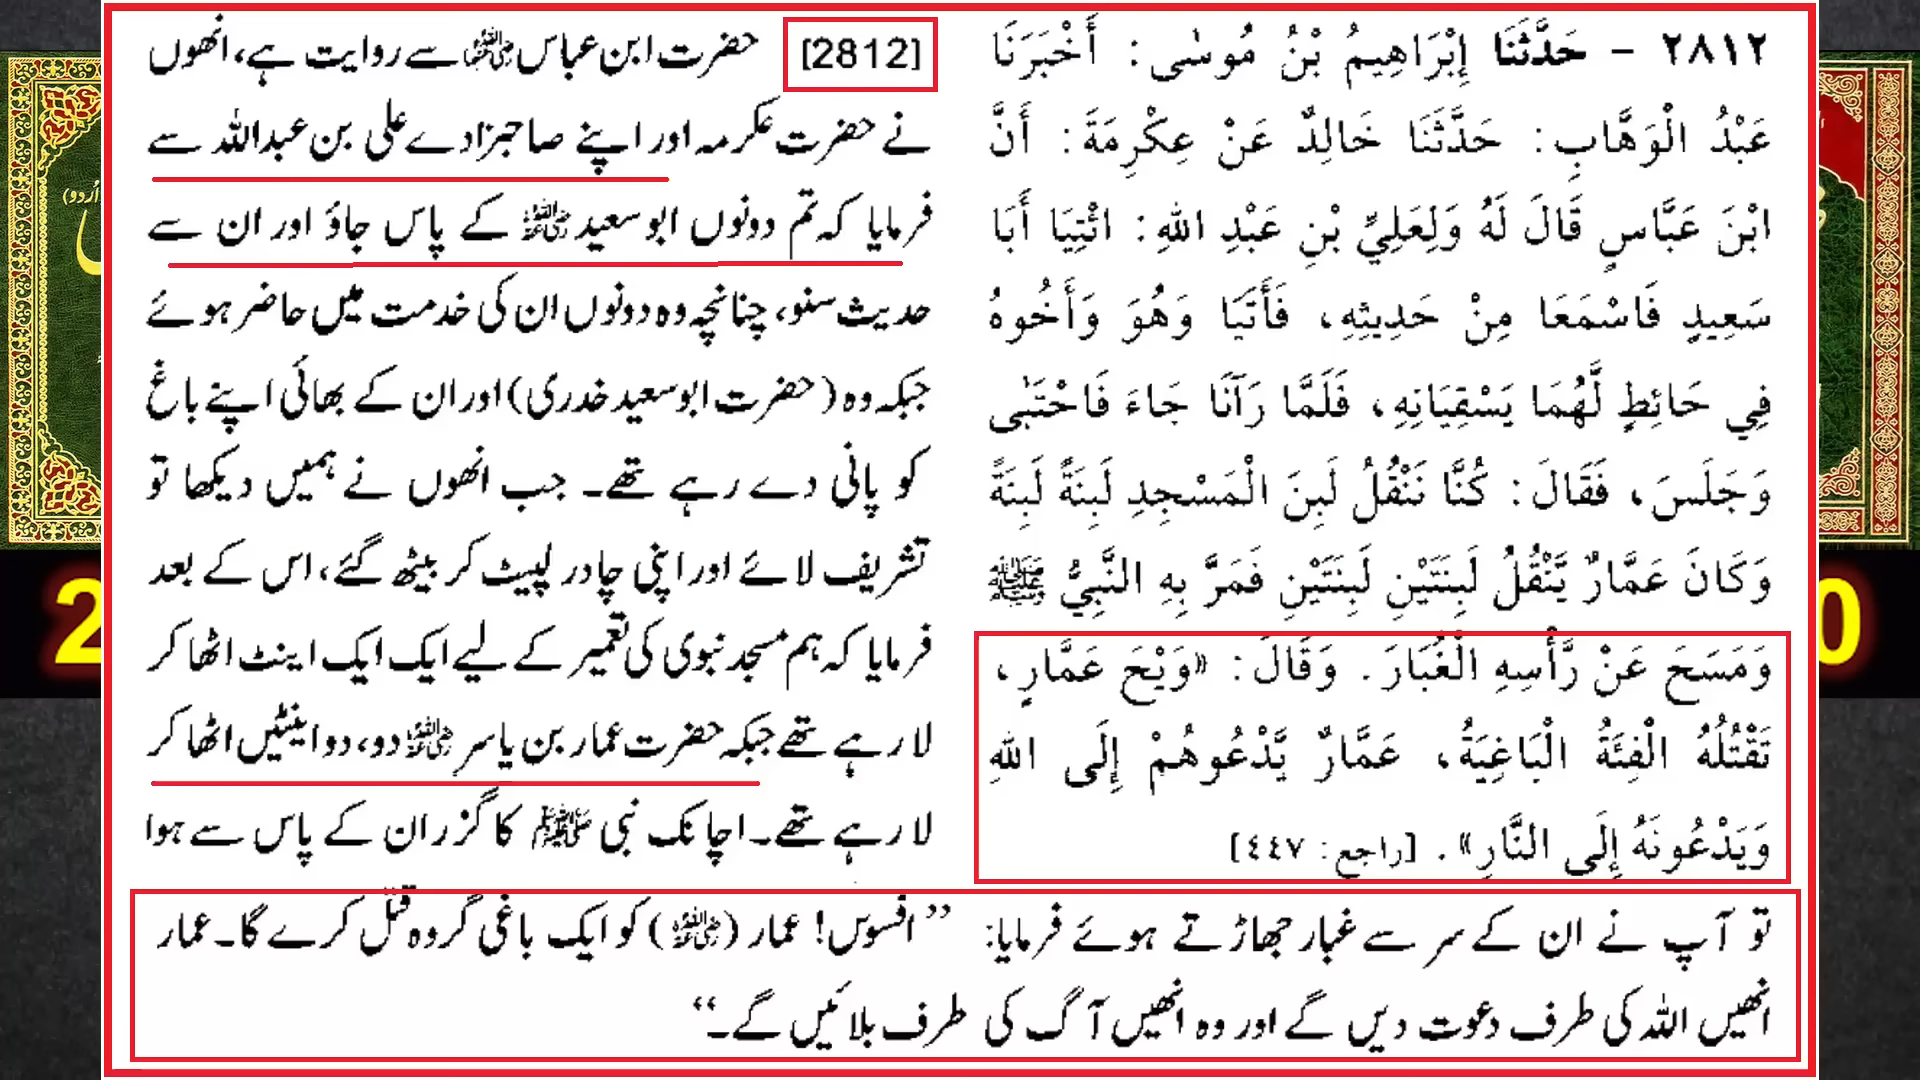 ٢٨١٢ - حَدَّثَنَا إِبْرَاهِيمُ بْنُ مُوسٰى: أَخْبَرَنَا
عَبْدُ الْوَهَّابِ: حَدَّثَنَا خَالِدٌ عَنْ عِكْرِمَةَ: أَنَّ
ابْنَ عَبَّاسٍ قَالَ لَهُ وَلِعَلِيِّ بْنِ عَبْدِ اللهِ: ائْتِيَا أَبَا
سَعِيدٍ فَاسْمَعَا مِنْ حَدِيثِهِ، فَأَتَيَا وَهُوَ وَأَخُوهُ
فِي حَائِطٍ لَّهُمَا يَسْقِيَانِهِ، فَلَمَّا رَآنَا جَاءَ فَاحْتَبٰى
وَجَلَسَ، فَقَالَ: كُنَّا نَنْقُلُ لَبِنَ الْمَسْجِدِ لَبِنَةً لَبِنَةً
وَكَانَ عَمَّارٌ يَّنْقُلُ لَبِنَتَيْنِ لَبِنَتَيْنِ فَمَرَّ بِهِ النَّبِيُّ ﷺ
وَمَسَحَ عَنْ رَّأْسِهِ الْغُبَارَ. وَقَالَ: «وَيْحَ عَمَّارٍ،
تَقْتُلُهُ الْفِئَةُ الْبَاغِيَةُ، عَمَّارٌ يَّدْعُوهُمْ إِلَى اللهِ
وَيَدْعُونَهُ إِلَى النَّارِ». [راجع: ٤٤٧]
[2812] حضرت ابن عباس رضی اللہ عنہ سے روایت ہے، انھوں
نے حضرت عکرمہ اور اپنے صاحبزادے علی بن عبداللہ سے
فرمایا کہ تم دونوں ابو سعید رضی اللہ عنہ کے پاس جاؤ اور ان سے
حدیث سنو، چنانچہ وہ دونوں ان کی خدمت میں حاضر ہوئے
جبکہ وہ (حضرت ابو سعید خدری) اور ان کے بھائی اپنے باغ
کو پانی دے رہے تھے۔ جب انھوں نے ہمیں دیکھا تو
تشریف لائے اور اپنی چادر لپیٹ کر بیٹھ گئے، اس کے بعد
فرمایا کہ ہم مسجد نبوی کی تعمیر کے لیے ایک ایک اینٹ اٹھا کر
لا رہے تھے جبکہ حضرت عمار بن یاسر رضی اللہ عنہ دو، دو اینٹیں اٹھا کر
لا رہے تھے۔ اچانک نبی ﷺ کا گزر ان کے پاس سے ہوا
تو آپ نے ان کے سر سے غبار جھاڑتے ہوئے فرمایا: ’’افسوس! عمار (رضی اللہ عنہ) کو ایک باغی گروہ قتل کرے گا۔ عمار
انھیں اللہ کی طرف دعوت دیں گے اور وہ انھیں آگ کی طرف بلائیں گے۔‘‘
(اُردو)
2
0